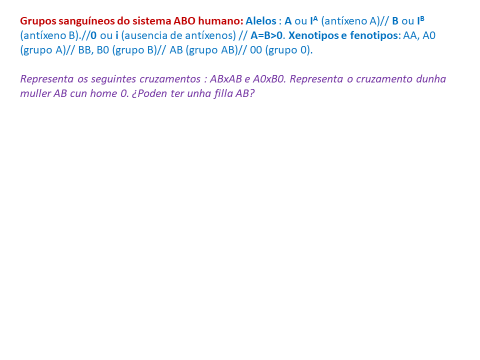 Grupos sanguíneos do sistema ABO humano: Alelos : A ou Iᴬ (antíxeno A)// B ou Iᴮ
(antíxeno B).//0 ou i (ausencia de antíxenos) // A=B>0. Xenotipos e fenotipos: AA, A0
(grupo A)// BB, B0 (grupo B)// AB (grupo AB)// 00 (grupo 0).
Representa os seguintes cruzamentos : ABxAB e A0xB0. Representa o cruzamento dunha
muller AB cun home 0. ¿Poden ter unha filla AB?